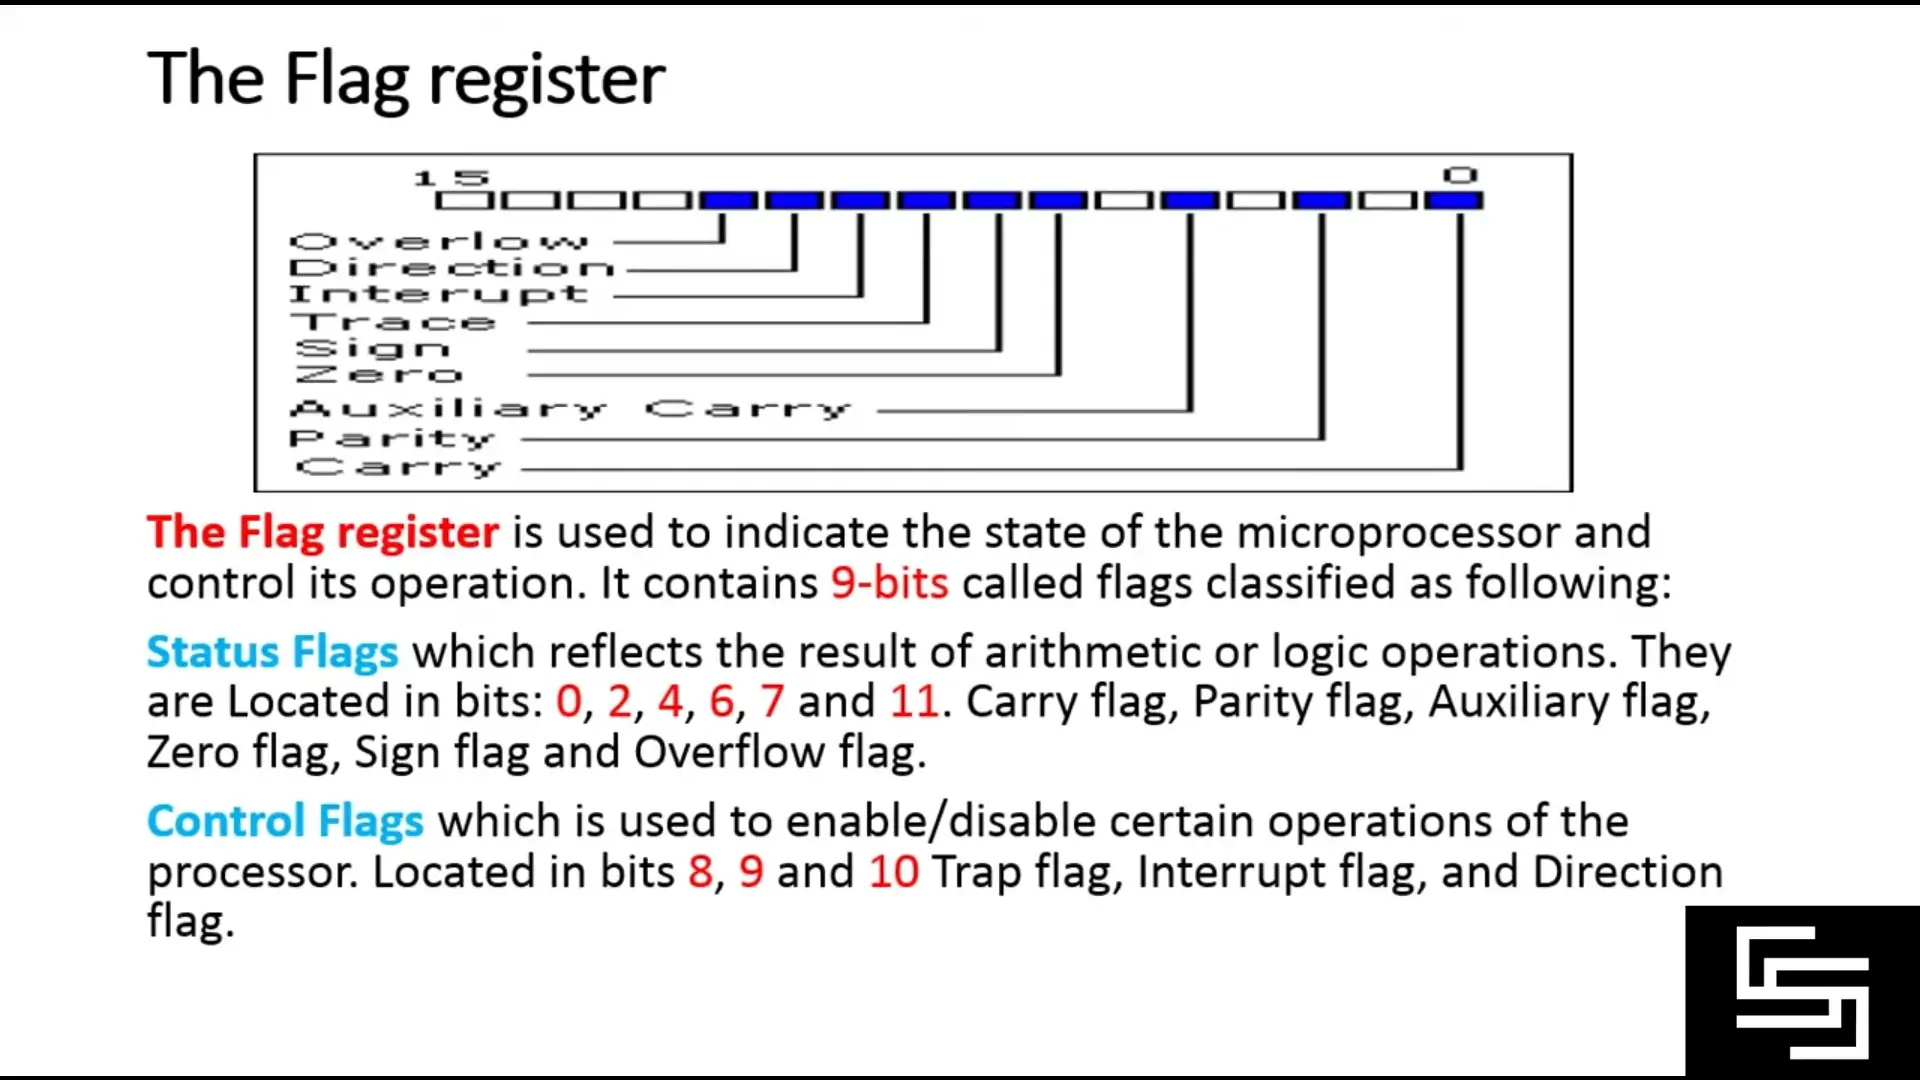 The Flag register
15 0
Overlow
Direction
Interupt
Trace
Sign
Zero
Auxiliary Carry
Parity
Carry
The Flag register is used to indicate the state of the microprocessor and
control its operation. It contains 9-bits called flags classified as following:
Status Flags which reflects the result of arithmetic or logic operations. They
are Located in bits: 0, 2, 4, 6, 7 and 11. Carry flag, Parity flag, Auxiliary flag,
Zero flag, Sign flag and Overflow flag.
Control Flags which is used to enable/disable certain operations of the
processor. Located in bits 8, 9 and 10 Trap flag, Interrupt flag, and Direction
flag.